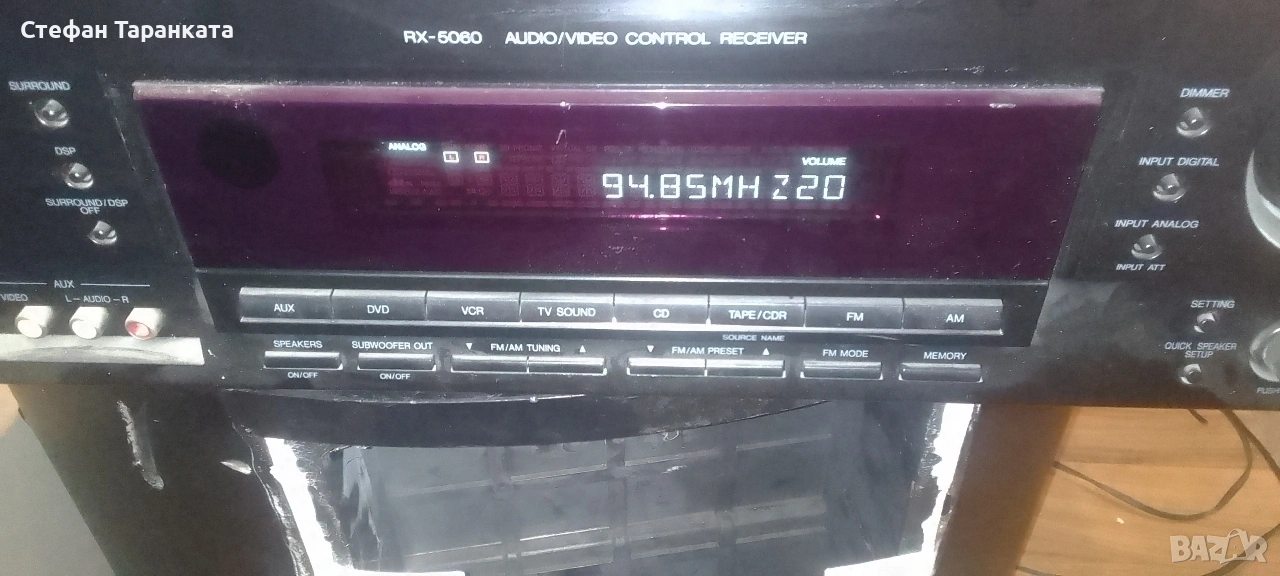 Стефан Таранката
RX-5060 AUDIO/VIDEO CONTROL RECEIVER
SURROUND
DIMMER
ANALOG
L R
VOLUME
DSP
INPUT DIGITAL
94.85MHZ20
SURROUND/DSP
OFF
INPUT ANALOG
INPUT ATT
AUX
VIDEO L - AUDIO - R
AUX DVD VCR TV SOUND CD TAPE/CDR FM AM
SOURCE NAME
SETTING
SPEAKERS SUBWOOFER OUT FM/AM TUNING FM/AM PRESET FM MODE MEMORY
ON/OFF ON/OFF
QUICK SPEAKER
SETUP
BAZAR